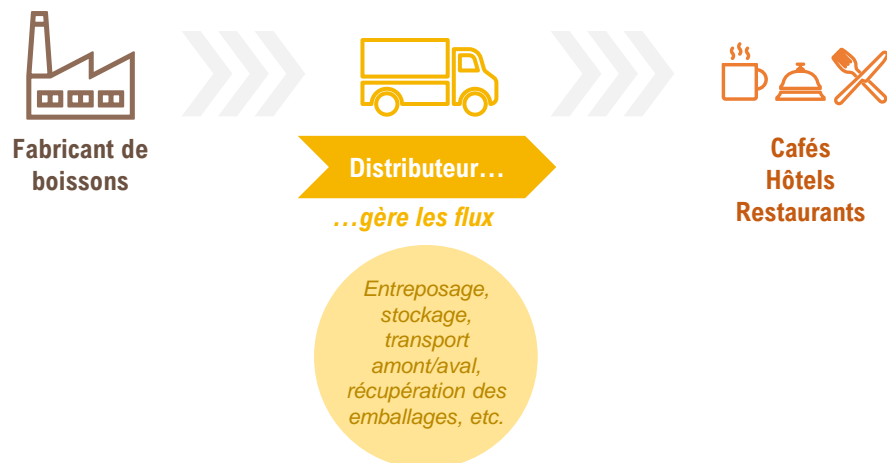 Fabricant de
boissons
Distributeur…
…gère les flux
Entreposage,
stockage,
transport
amont/aval,
récupération des
emballages, etc.
Cafés
Hôtels
Restaurants